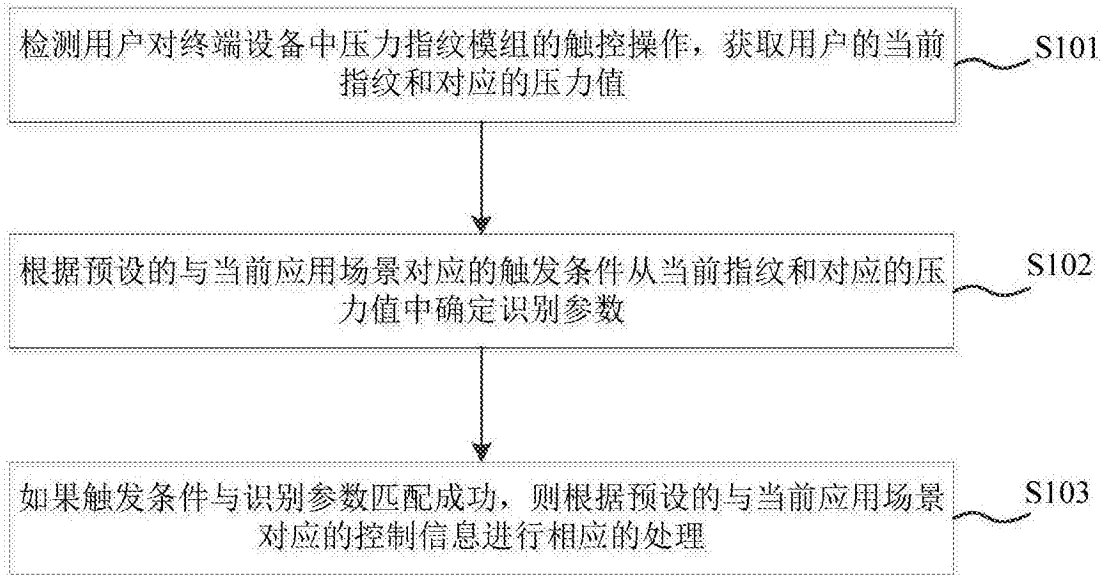 检测用户对终端设备中压力指纹模组的触控操作，获取用户的当前
指纹和对应的压力值
S101
根据预设的与当前应用场景对应的触发条件从当前指纹和对应的压
力值中确定识别参数
S102
如果触发条件与识别参数匹配成功，则根据预设的与当前应用场景
对应的控制信息进行相应的处理
S103